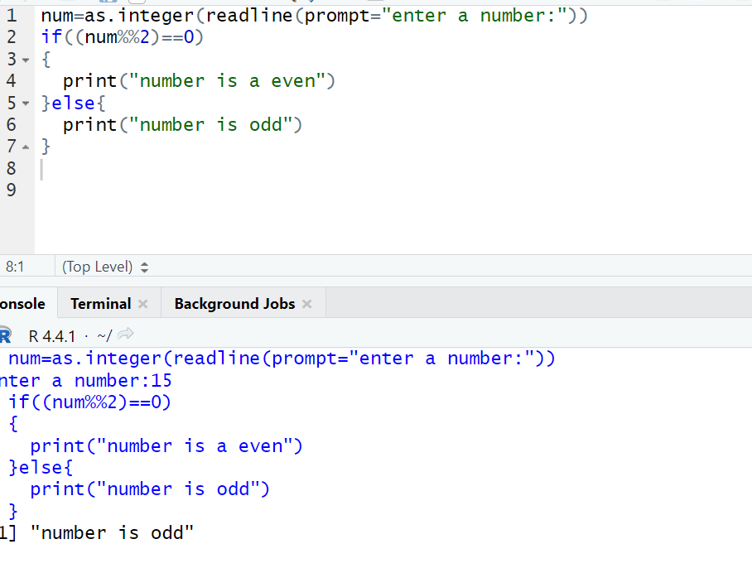 1 num=as.integer(readline(prompt="enter a number:"))
2 if((num%%2)==0)
3 {
4 print("number is a even")
5 }else{
6 print("number is odd")
7 }
8
9
8:1 (Top Level)
onsole Terminal Background Jobs
R R 4.4.1 · ~/
num=as.integer(readline(prompt="enter a number:"))
nter a number:15
if((num%%2)==0)
{
print("number is a even")
}else{
print("number is odd")
}
1] "number is odd"